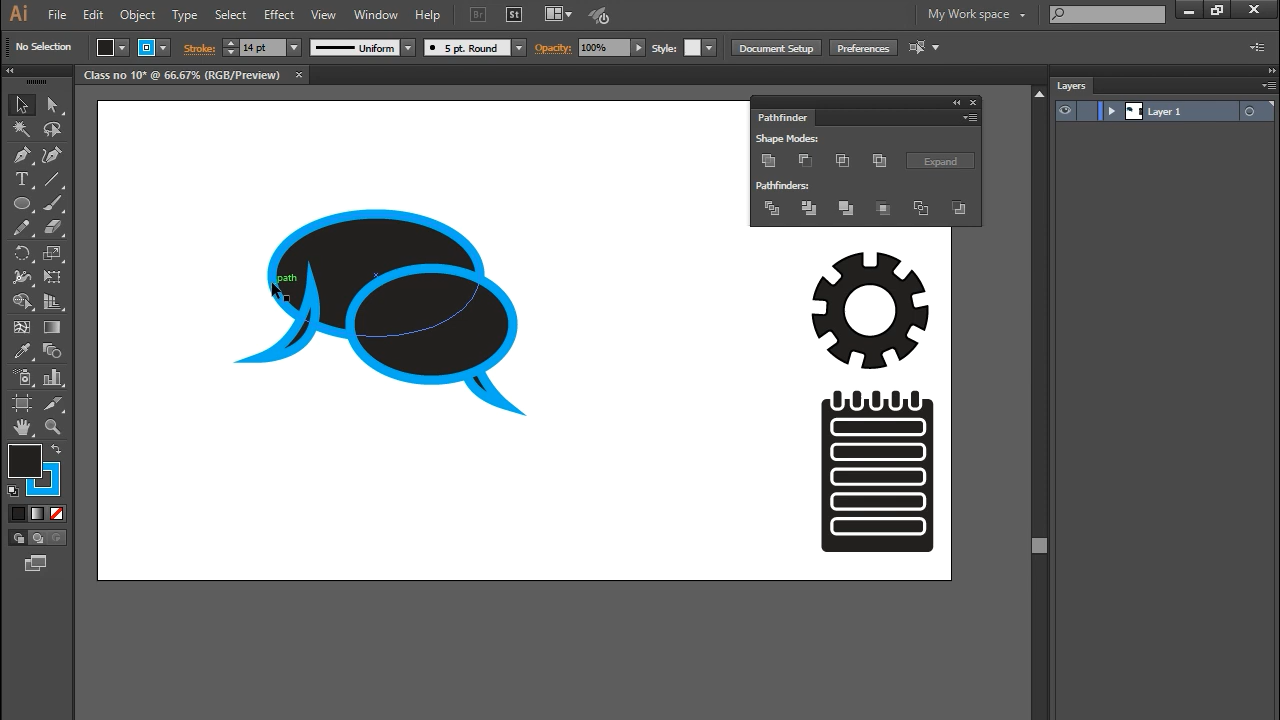 Ai File Edit Object Type Select Effect View Window Help Br St My Work space
No Selection Stroke: 14 pt Uniform 5 pt. Round Opacity: 100% Style: Document Setup Preferences
Class no 10* @ 66.67% (RGB/Preview)
Layers
Layer 1
Pathfinder
Shape Modes:
Expand
Pathfinders:
path